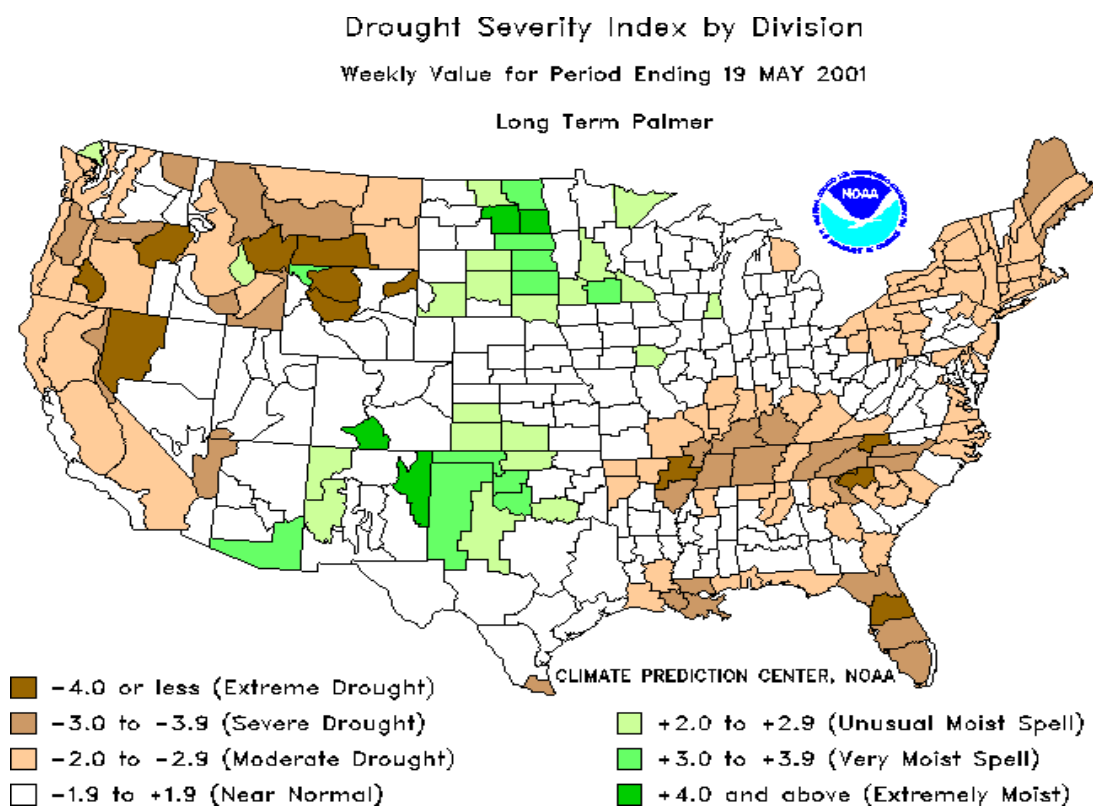 Drought Severity Index by Division
Weekly Value for Period Ending 19 MAY 2001
Long Term Palmer
NOAA
CLIMATE PREDICTION CENTER, NOAA
-4.0 or less (Extreme Drought)
-3.0 to -3.9 (Severe Drought)
-2.0 to -2.9 (Moderate Drought)
-1.9 to +1.9 (Near Normal)
+2.0 to +2.9 (Unusual Moist Spell)
+3.0 to +3.9 (Very Moist Spell)
+4.0 and above (Extremely Moist)